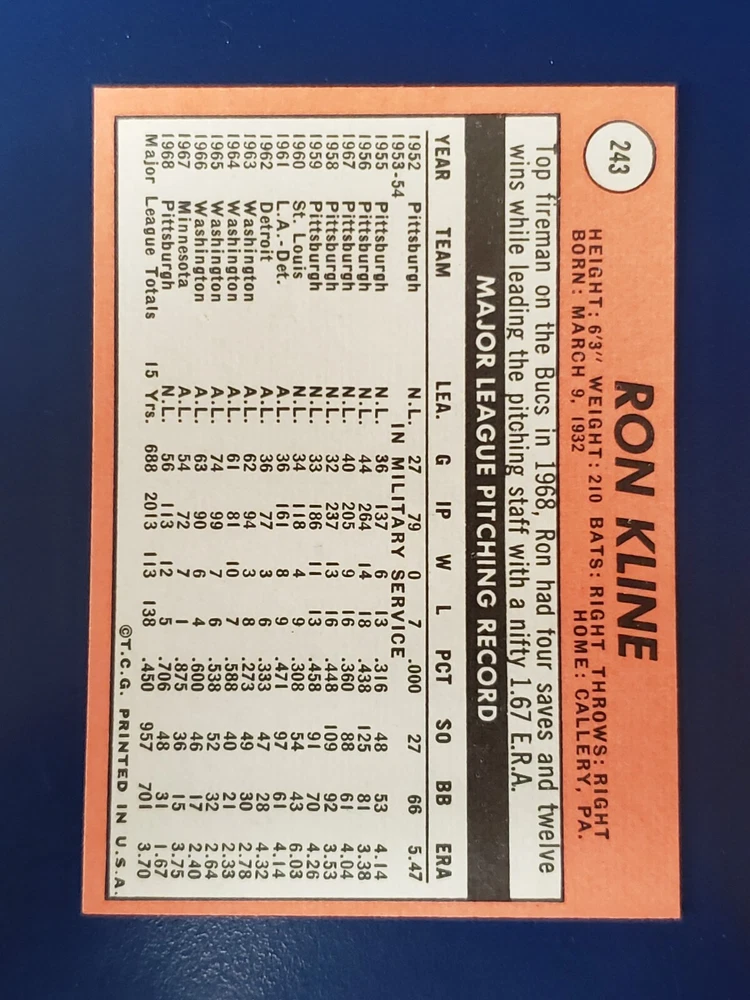 243
RON KLINE
HEIGHT: 6'3" WEIGHT: 210 BATS: RIGHT THROWS: RIGHT
BORN: MARCH 9, 1932 HOME: CALLERY, PA.
Top fireman on the Bucs in 1968, Ron had four saves and twelve
wins while leading the pitching staff with a nifty 1.67 E.R.A.
MAJOR LEAGUE PITCHING RECORD
YEAR TEAM LEA. G IP W L PCT SO BB ERA
1952 Pittsburgh N.L. 27 79 0 7 .000 27 66 5.47
1953-54 IN MILITARY SERVICE
1955 Pittsburgh N.L. 36 137 6 13 .316 48 53 4.14
1956 Pittsburgh N.L. 44 264 14 18 .438 125 81 3.38
1957 Pittsburgh N.L. 40 205 9 16 .360 88 61 4.04
1958 Pittsburgh N.L. 32 237 13 16 .448 109 92 3.53
1959 Pittsburgh N.L. 33 186 11 13 .458 91 70 4.26
1960 St. Louis N.L. 34 118 4 9 .308 54 43 6.03
1961 L.A.-Det. A.L. 36 161 8 9 .471 97 61 4.14
1962 Detroit A.L. 36 77 3 6 .333 47 28 4.32
1963 Washington A.L. 62 94 3 8 .273 49 30 2.78
1964 Washington A.L. 61 81 10 7 .588 40 21 2.33
1965 Washington A.L. 74 99 7 6 .538 52 32 2.64
1966 Washington A.L. 63 90 6 4 .600 46 17 2.40
1967 Minnesota A.L. 54 72 7 1 .875 36 15 3.75
1968 Pittsburgh N.L. 56 113 12 5 .706 48 31 1.67
Major League Totals 15 Yrs. 688 2013 113 138 .450 957 701 3.70
©T.C.G. PRINTED IN U.S.A.